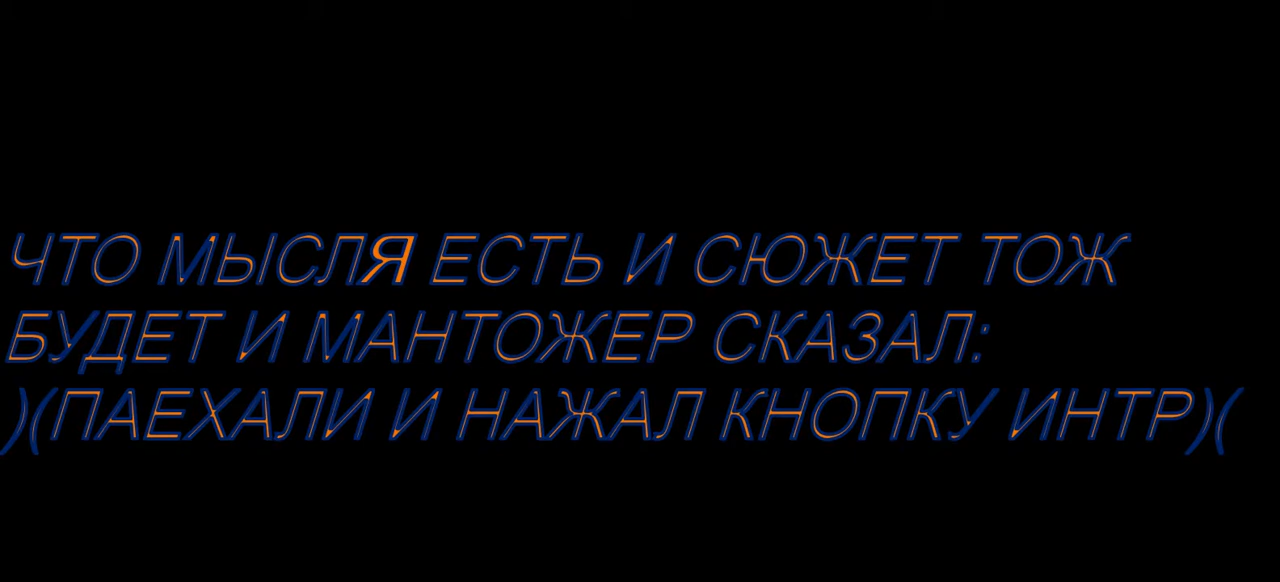 ЧТО МЫСЛЯ ЕСТЬ И СЮЖЕТ ТОЖ
БУДЕТ И МАНТОЖЕР СКАЗАЛ:
)(ПАЕХАЛИ И НАЖАЛ КНОПКУ ИНТР)(